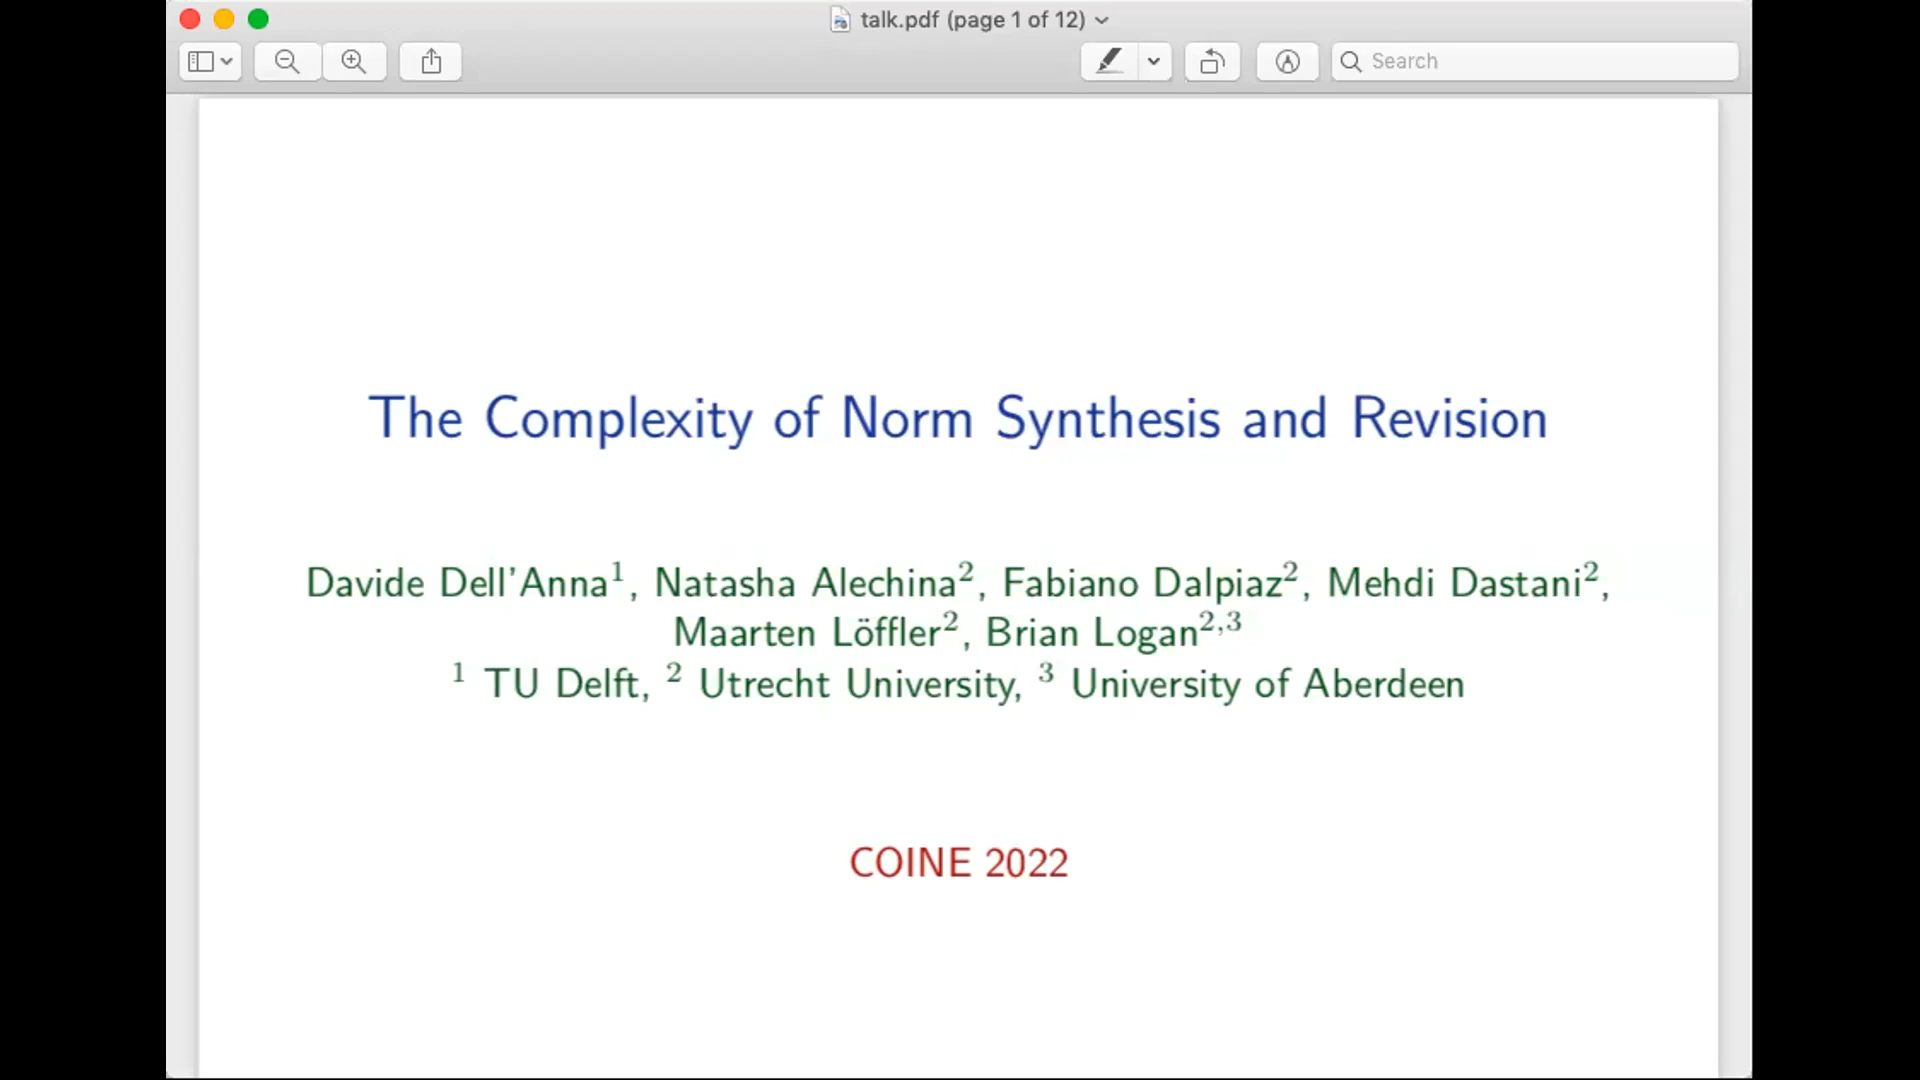 talk.pdf (page 1 of 12)
Search
The Complexity of Norm Synthesis and Revision
Davide Dell'Anna¹, Natasha Alechina², Fabiano Dalpiaz², Mehdi Dastani²,
Maarten Löffler², Brian Logan²,³
¹ TU Delft, ² Utrecht University, ³ University of Aberdeen
COINE 2022